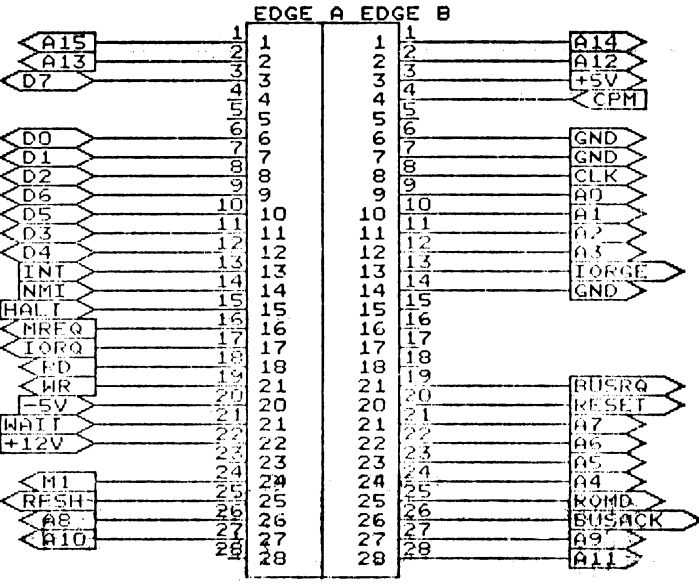 EDGE A EDGE B
A15 1 1 1 1 A14
A13 2 2 2 2 A12
D7 3 3 3 3 +5V
4 4 4 4 CPM
5 5 5 5
D0 6 6 6 6 GND
D1 7 7 7 7 GND
D2 8 8 8 8 CLK
D6 9 9 9 9 A0
D5 10 10 10 10 A1
D3 11 11 11 11 A2
D4 12 12 12 12 A3
INT 13 13 13 13 IORGE
NMI 14 14 14 14 GND
HALT 15 15 15 15
MREQ 16 16 16 16
IORQ 17 17 17 17
RD 18 18 18 18
WR 19 21 21 19 BUSRQ
-5V 20 20 20 20 RESET
WAIT 21 21 21 21 A7
+12V 22 22 22 22 A6
23 23 23 23 A5
M1 24 24 24 24 A4
RFSH 25 25 25 25 ROMD
A8 26 26 26 26 BUSACK
A10 27 27 27 27 A9
28 28 28 28 A11